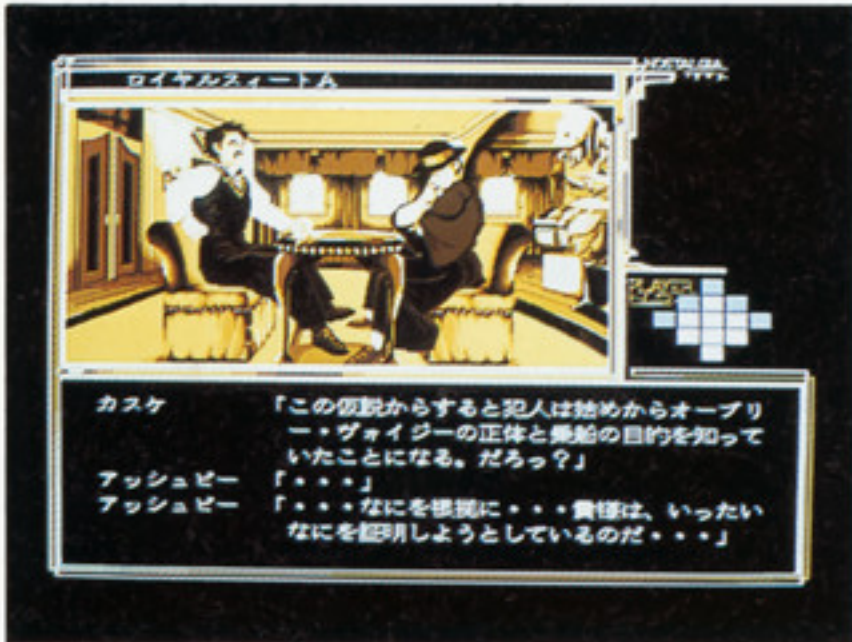 NOSTALGIA
ロイヤルスィートA
カスケ 「この仮説からすると犯人は始めからオーブリ
ー・ヴォイジーの正体と乗船の目的を知って
いたことになる。だろっ?」
アッシュビー 「・・・」
アッシュビー 「・・・なにを根拠に・・・貴様は、いったい
なにを証明しようとしているのだ・・・」